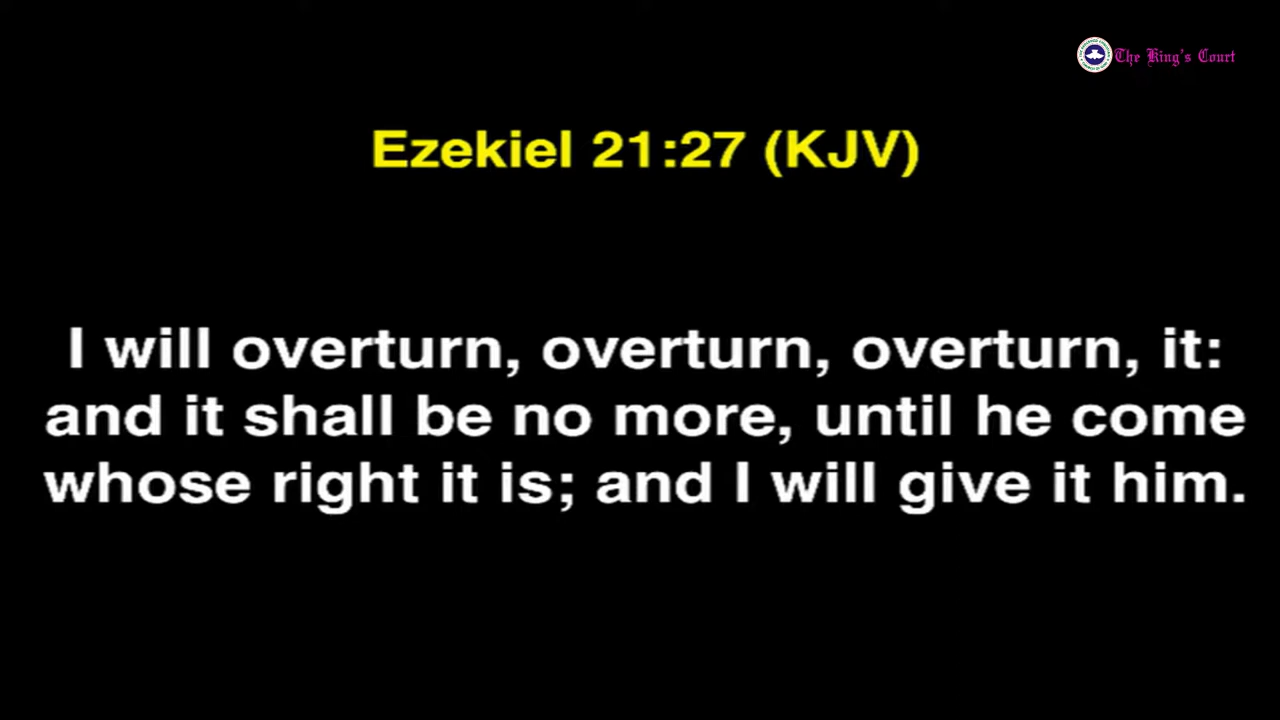 The King's Court
Ezekiel 21:27 (KJV)
I will overturn, overturn, overturn, it:
and it shall be no more, until he come
whose right it is; and I will give it him.